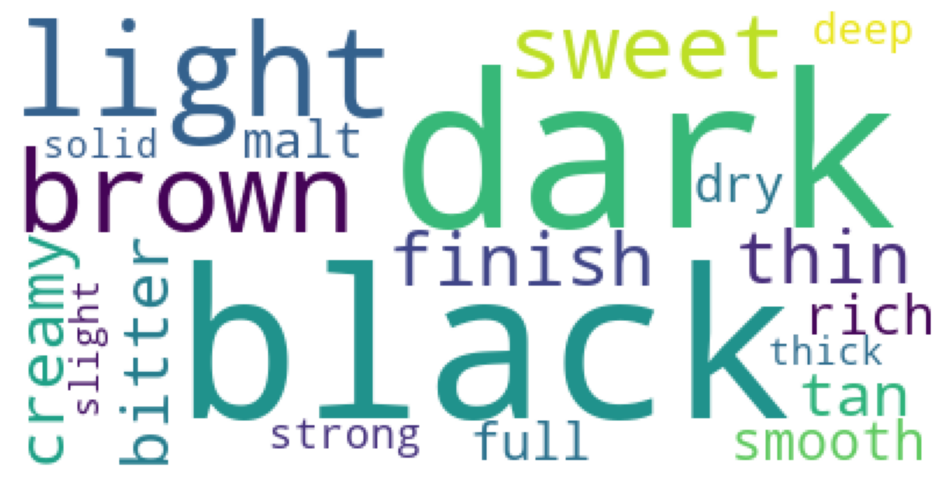 light
sweet
deep
dark
solid
malt
brown
dry
finish
thin
creamy
slight
bitter
black
rich
thick
tan
strong
full
smooth